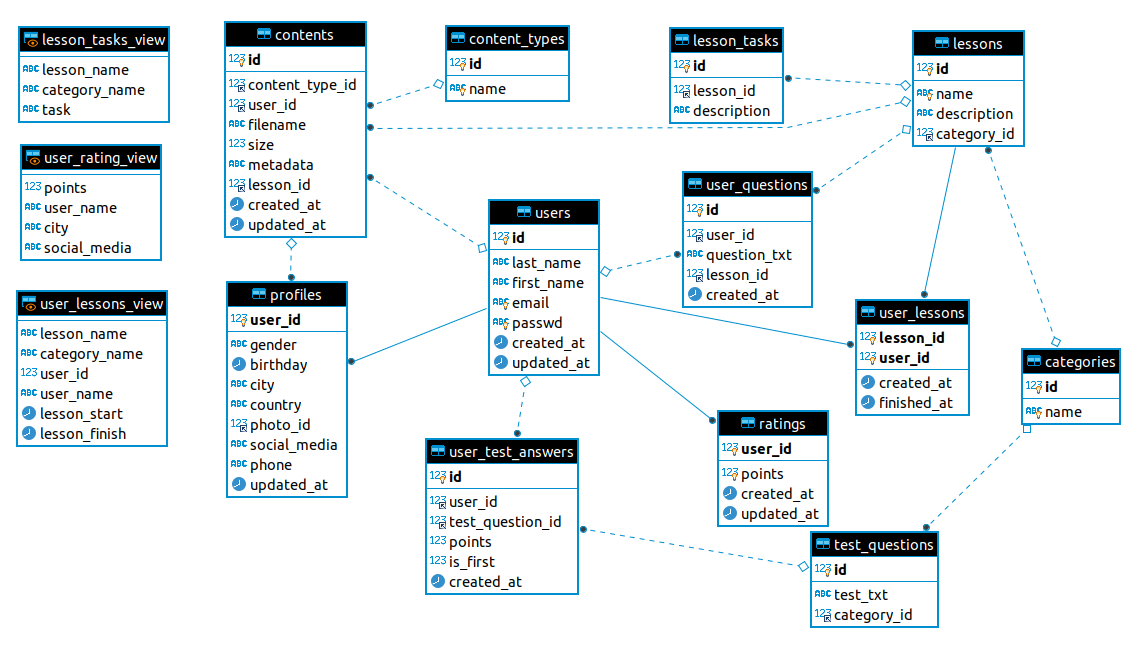 lesson_tasks_view
ABC lesson_name
ABC category_name
ABC task
user_rating_view
123 points
ABC user_name
ABC city
ABC social_media
user_lessons_view
ABC lesson_name
ABC category_name
123 user_id
ABC user_name
lesson_start
lesson_finish
contents
123 id
123 content_type_id
123 user_id
ABC filename
123 size
ABC metadata
123 lesson_id
created_at
updated_at
profiles
123 user_id
ABC gender
birthday
ABC city
ABC country
123 photo_id
ABC social_media
ABC phone
updated_at
content_types
123 id
ABC name
users
123 id
ABC last_name
ABC first_name
ABC email
ABC passwd
created_at
updated_at
user_test_answers
123 id
123 user_id
123 test_question_id
123 points
123 is_first
created_at
lesson_tasks
123 id
123 lesson_id
ABC description
user_questions
123 id
123 user_id
ABC question_txt
123 lesson_id
created_at
ratings
123 user_id
123 points
created_at
updated_at
lessons
123 id
ABC name
ABC description
123 category_id
user_lessons
123 lesson_id
123 user_id
created_at
finished_at
categories
123 id
ABC name
test_questions
123 id
ABC test_txt
123 category_id